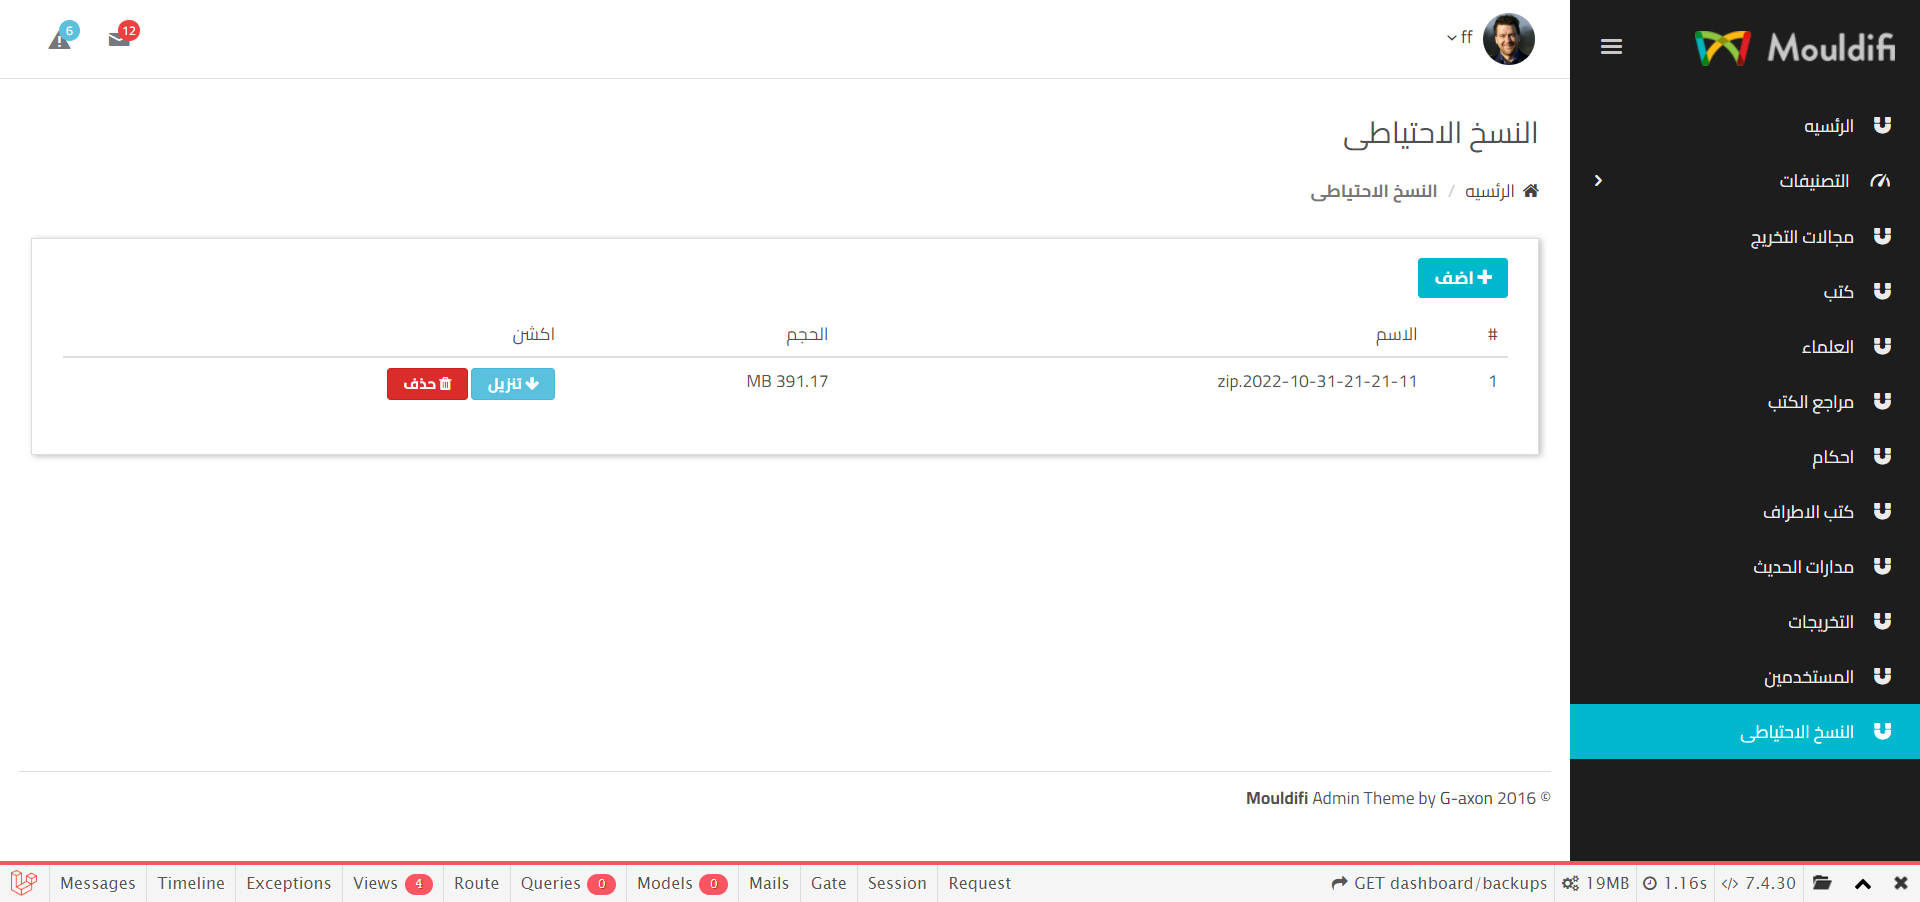 Mouldifi
ff
12
6
الرئسيه
التصنيفات
مجالات التخريج
كتب
العلماء
مراجع الكتب
احكام
كتب الاطراف
مدارات الحديث
التخريجات
المستخدمين
النسخ الاحتياطى
النسخ الاحتياطى
الرئسيه / النسخ الاحتياطى
اضف
# الاسم الحجم اكشن
1 zip.2022-10-31-21-21-11 MB 391.17 تنزيل حذف
Mouldifi Admin Theme by G-axon 2016 ©
Messages Timeline Exceptions Views 4 Route Queries 0 Models 0 Mails Gate Session Request GET dashboard/backups 19MB 1.16s 7.4.30